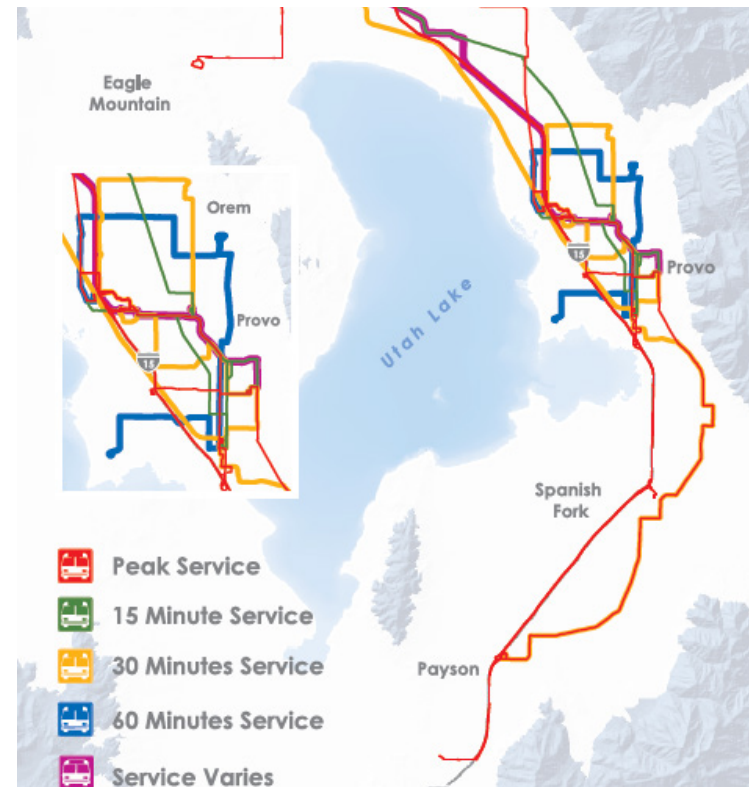 Eagle
Mountain
Orem
Provo
15
Utah Lake
15
Provo
Spanish
Fork
Payson
Peak Service
15 Minute Service
30 Minutes Service
60 Minutes Service
Service Varies